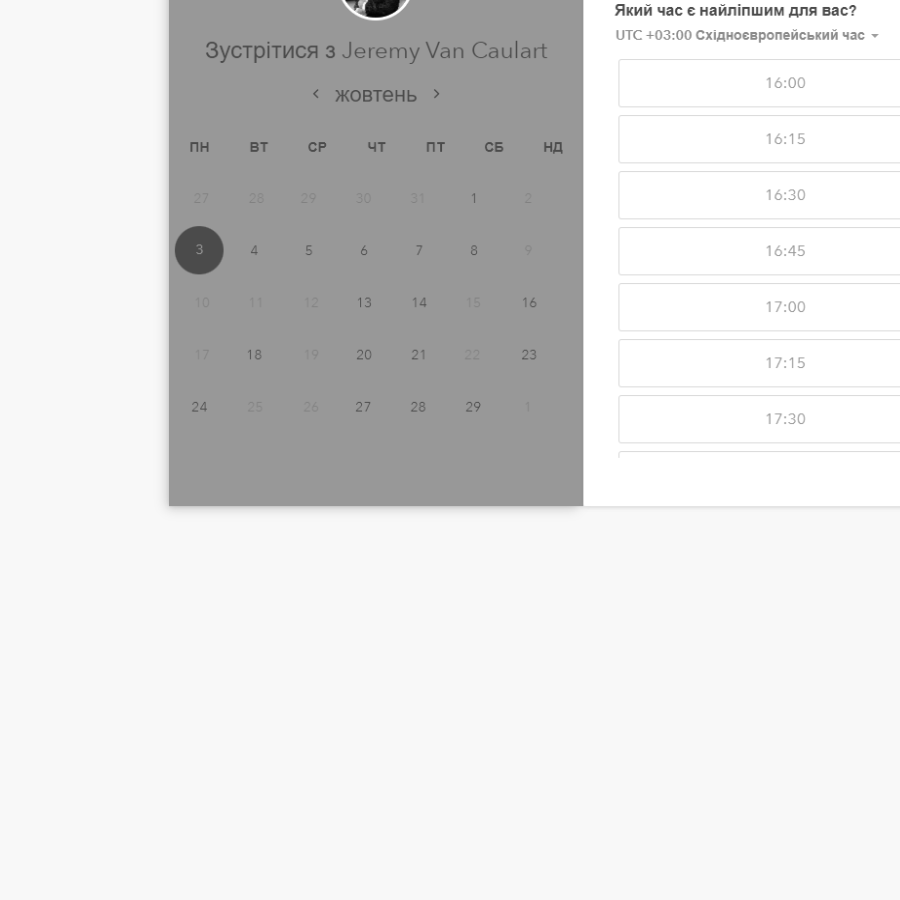 Зустрітися з Jeremy Van Caulart
жовтень
ПН ВТ СР ЧТ ПТ СБ НД
27 28 29 30 31 1 2
3 4 5 6 7 8 9
10 11 12 13 14 15 16
17 18 19 20 21 22 23
24 25 26 27 28 29 1
Який час є найліпшим для вас?
UTC +03:00 Східноєвропейський час
16:00
16:15
16:30
16:45
17:00
17:15
17:30